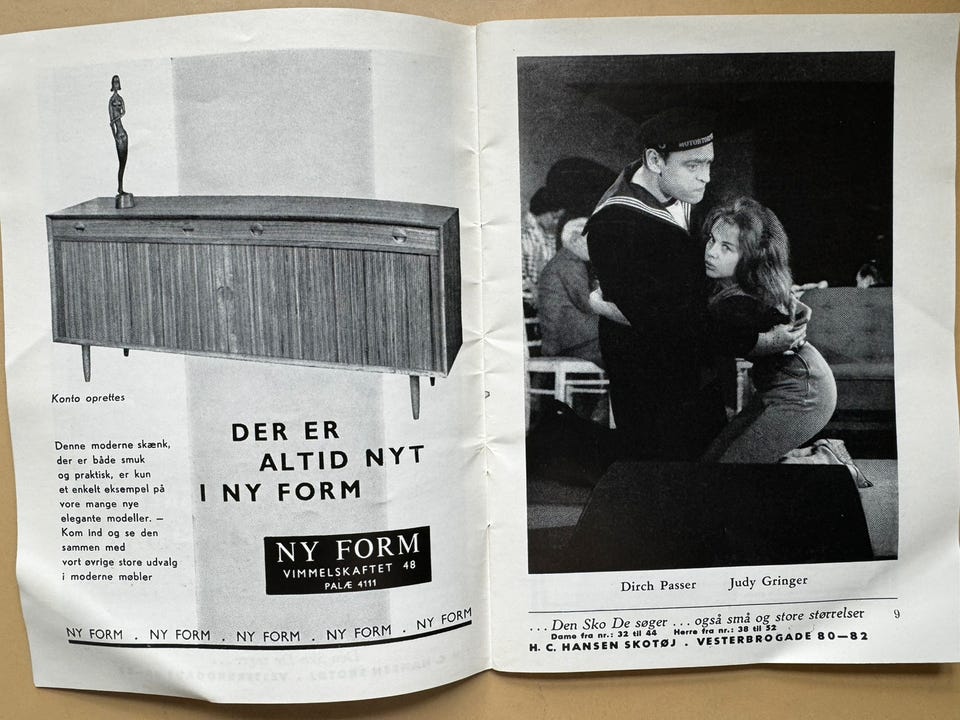 Konto oprettes
Denne moderne skænk,
der er både smuk
og praktisk, er kun
et enkelt eksempel på
vore mange nye
elegante modeller. —
Kom ind og se den
sammen med
vort øvrige store udvalg
i moderne møbler
DER ER
ALTID NYT
I NY FORM
NY FORM
VIMMELSKAFTET 48
PALÆ 4111
NY FORM . NY FORM . NY FORM . NY FORM . NY FORM
Dirch Passer Judy Gringer
...Den Sko De søger ... også små og store størrelser
9
Dame fra nr.: 32 til 44 Herre fra nr.: 38 til 52
H. C. HANSEN SKOTØJ . VESTERBROGADE 80—82